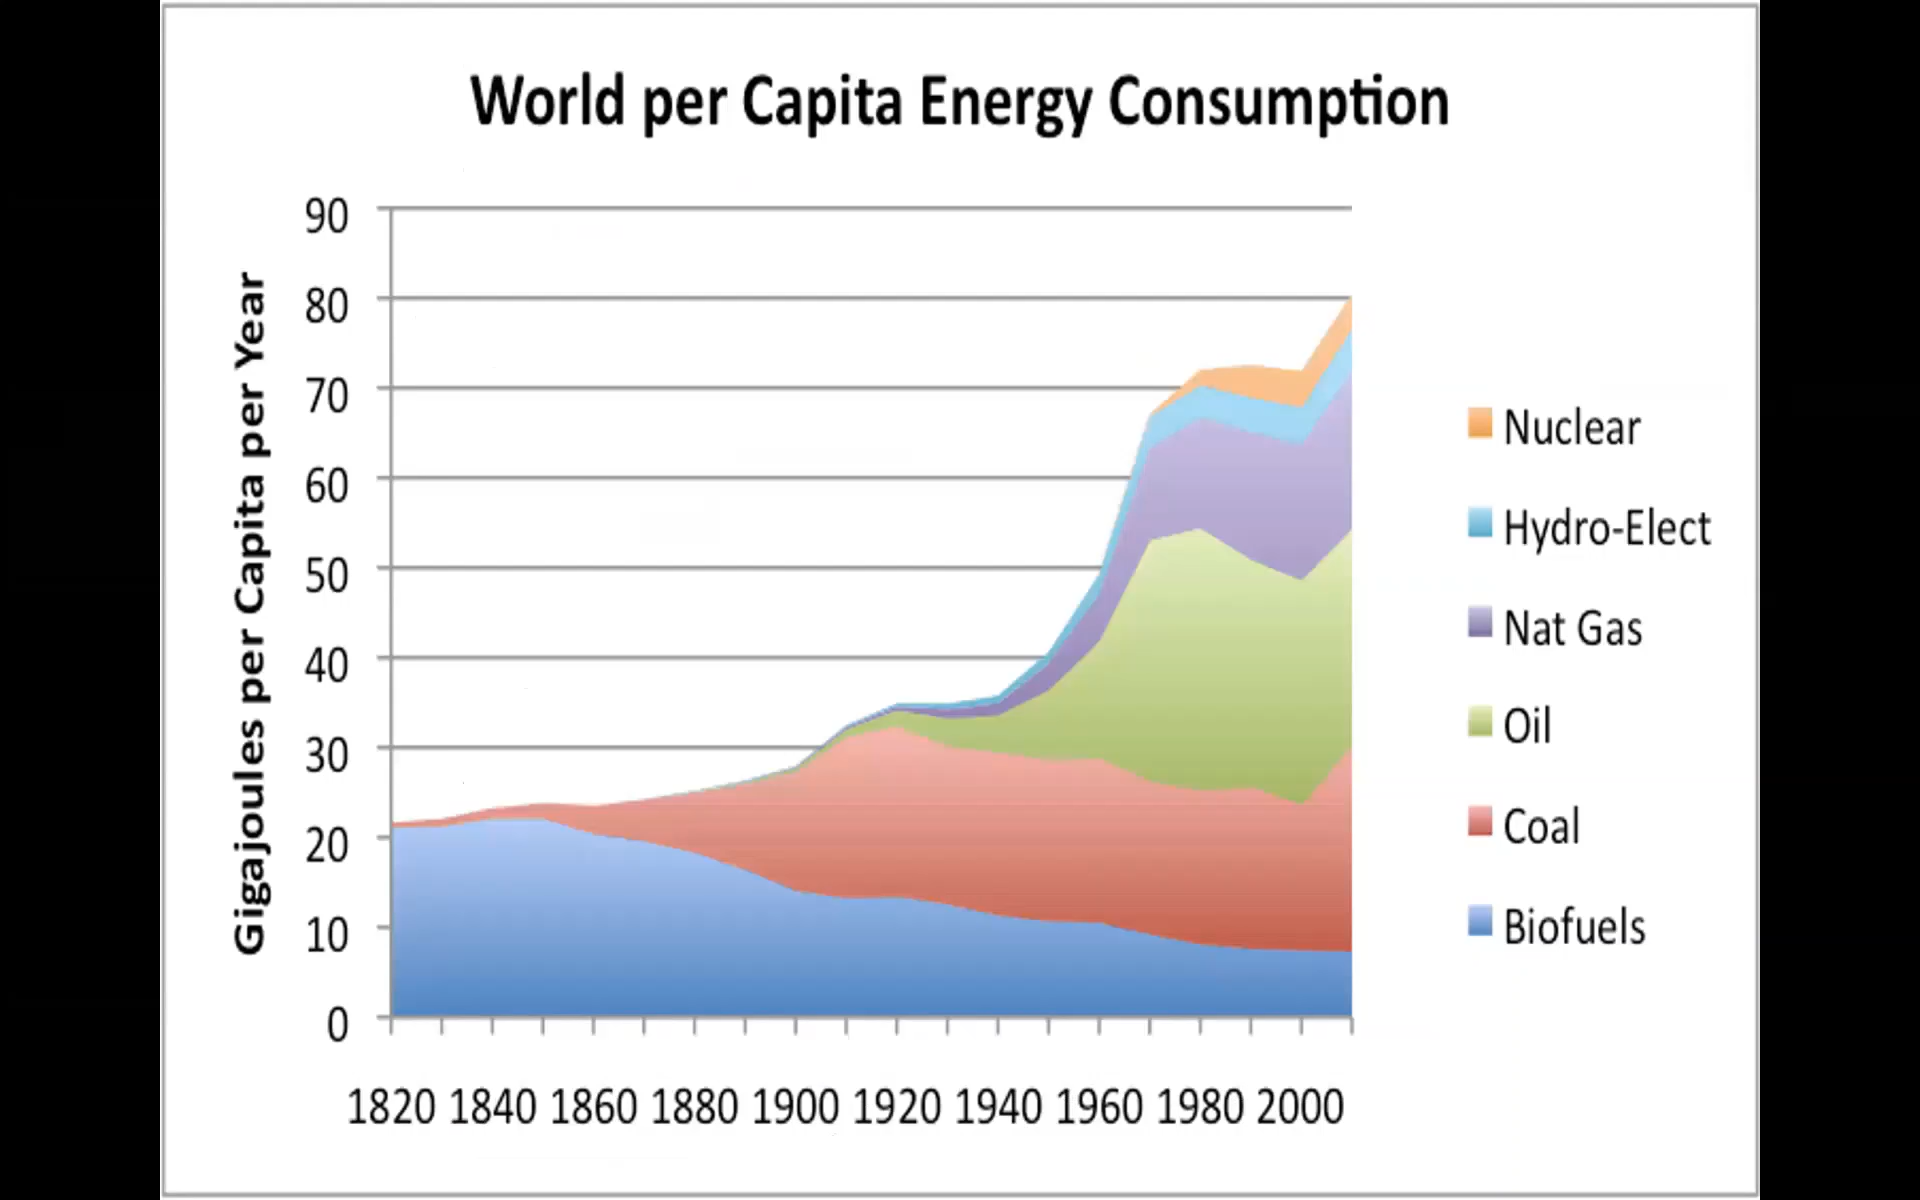 World per Capita Energy Consumption
Gigajoules per Capita per Year
90
80
70
60
50
40
30
20
10
0
1820 1840 1860 1880 1900 1920 1940 1960 1980 2000
Nuclear
Hydro-Elect
Nat Gas
Oil
Coal
Biofuels